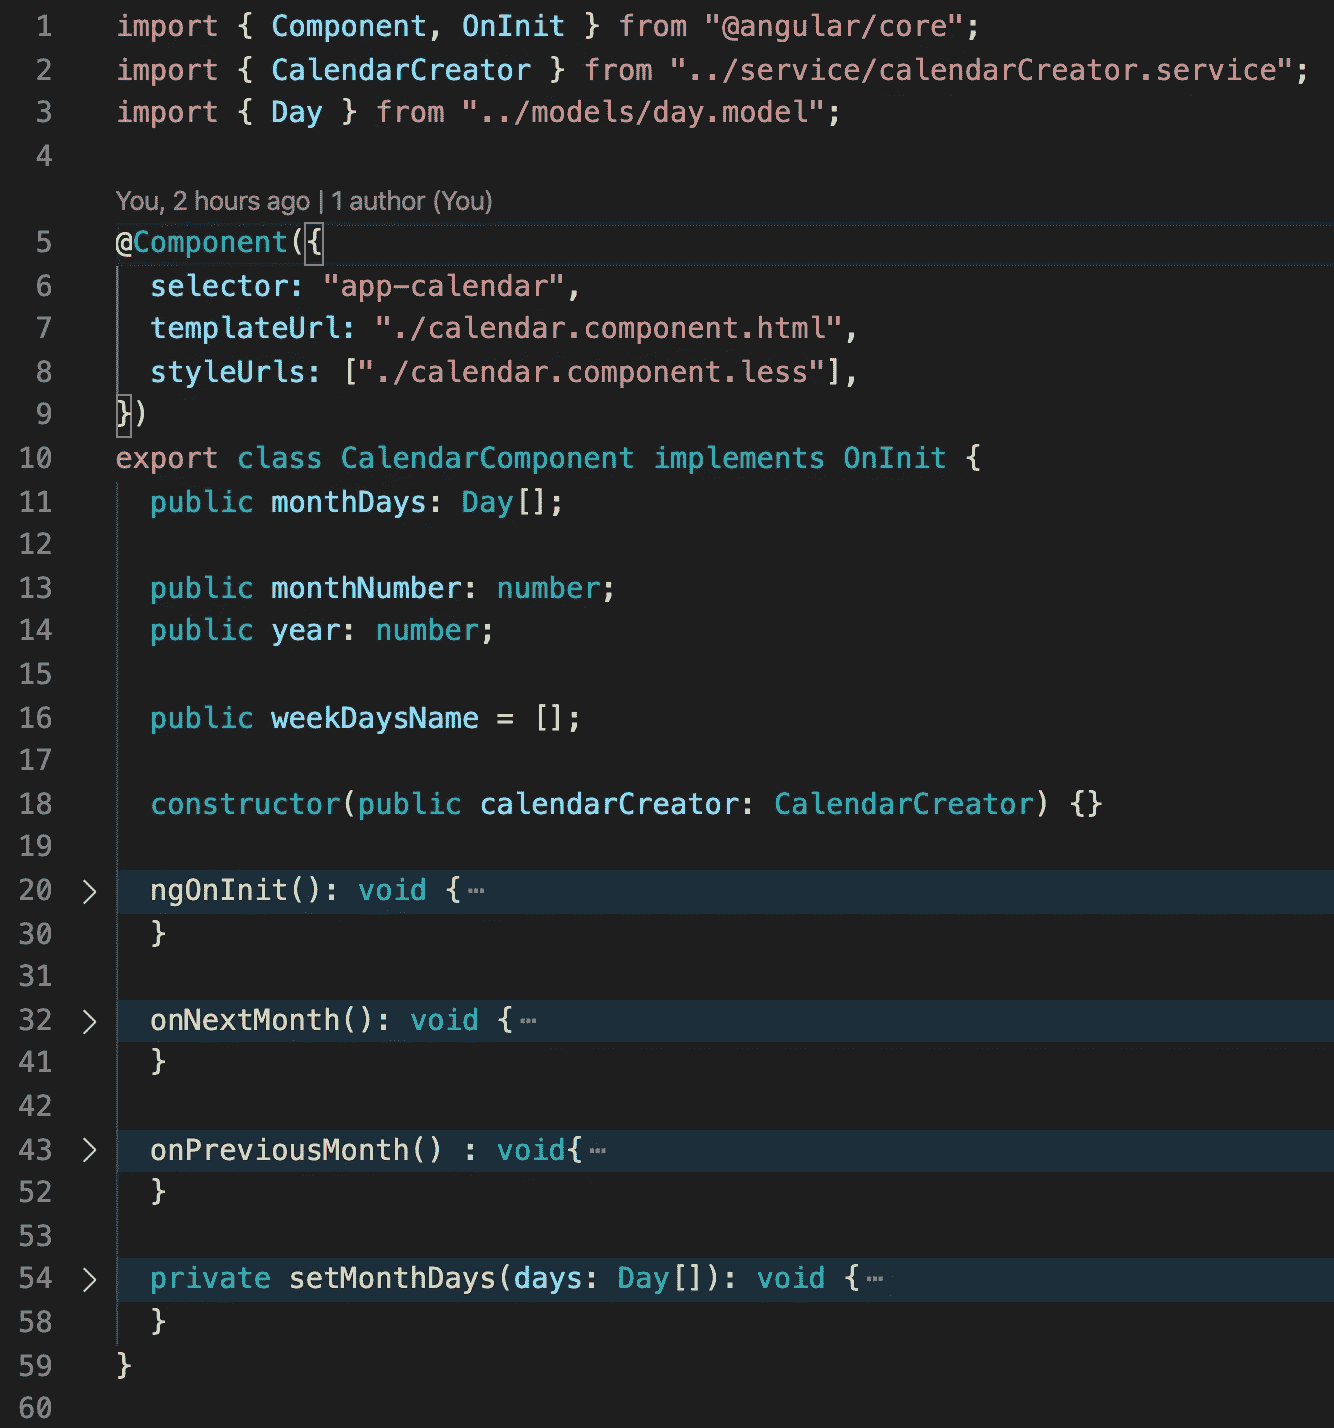 1 import { Component, OnInit } from "@angular/core";
2 import { CalendarCreator } from "../service/calendarCreator.service";
3 import { Day } from "../models/day.model";
4
You, 2 hours ago | 1 author (You)
5 @Component({
6   selector: "app-calendar",
7   templateUrl: "./calendar.component.html",
8   styleUrls: ["./calendar.component.less"],
9 })
10 export class CalendarComponent implements OnInit {
11   public monthDays: Day[];
12
13   public monthNumber: number;
14   public year: number;
15
16   public weekDaysName = [];
17
18   constructor(public calendarCreator: CalendarCreator) {}
19
20 >   ngOnInit(): void {⋯
30   }
31
32 >   onNextMonth(): void {⋯
41   }
42
43 >   onPreviousMonth() : void{⋯
52   }
53
54 >   private setMonthDays(days: Day[]): void {⋯
58   }
59 }
60